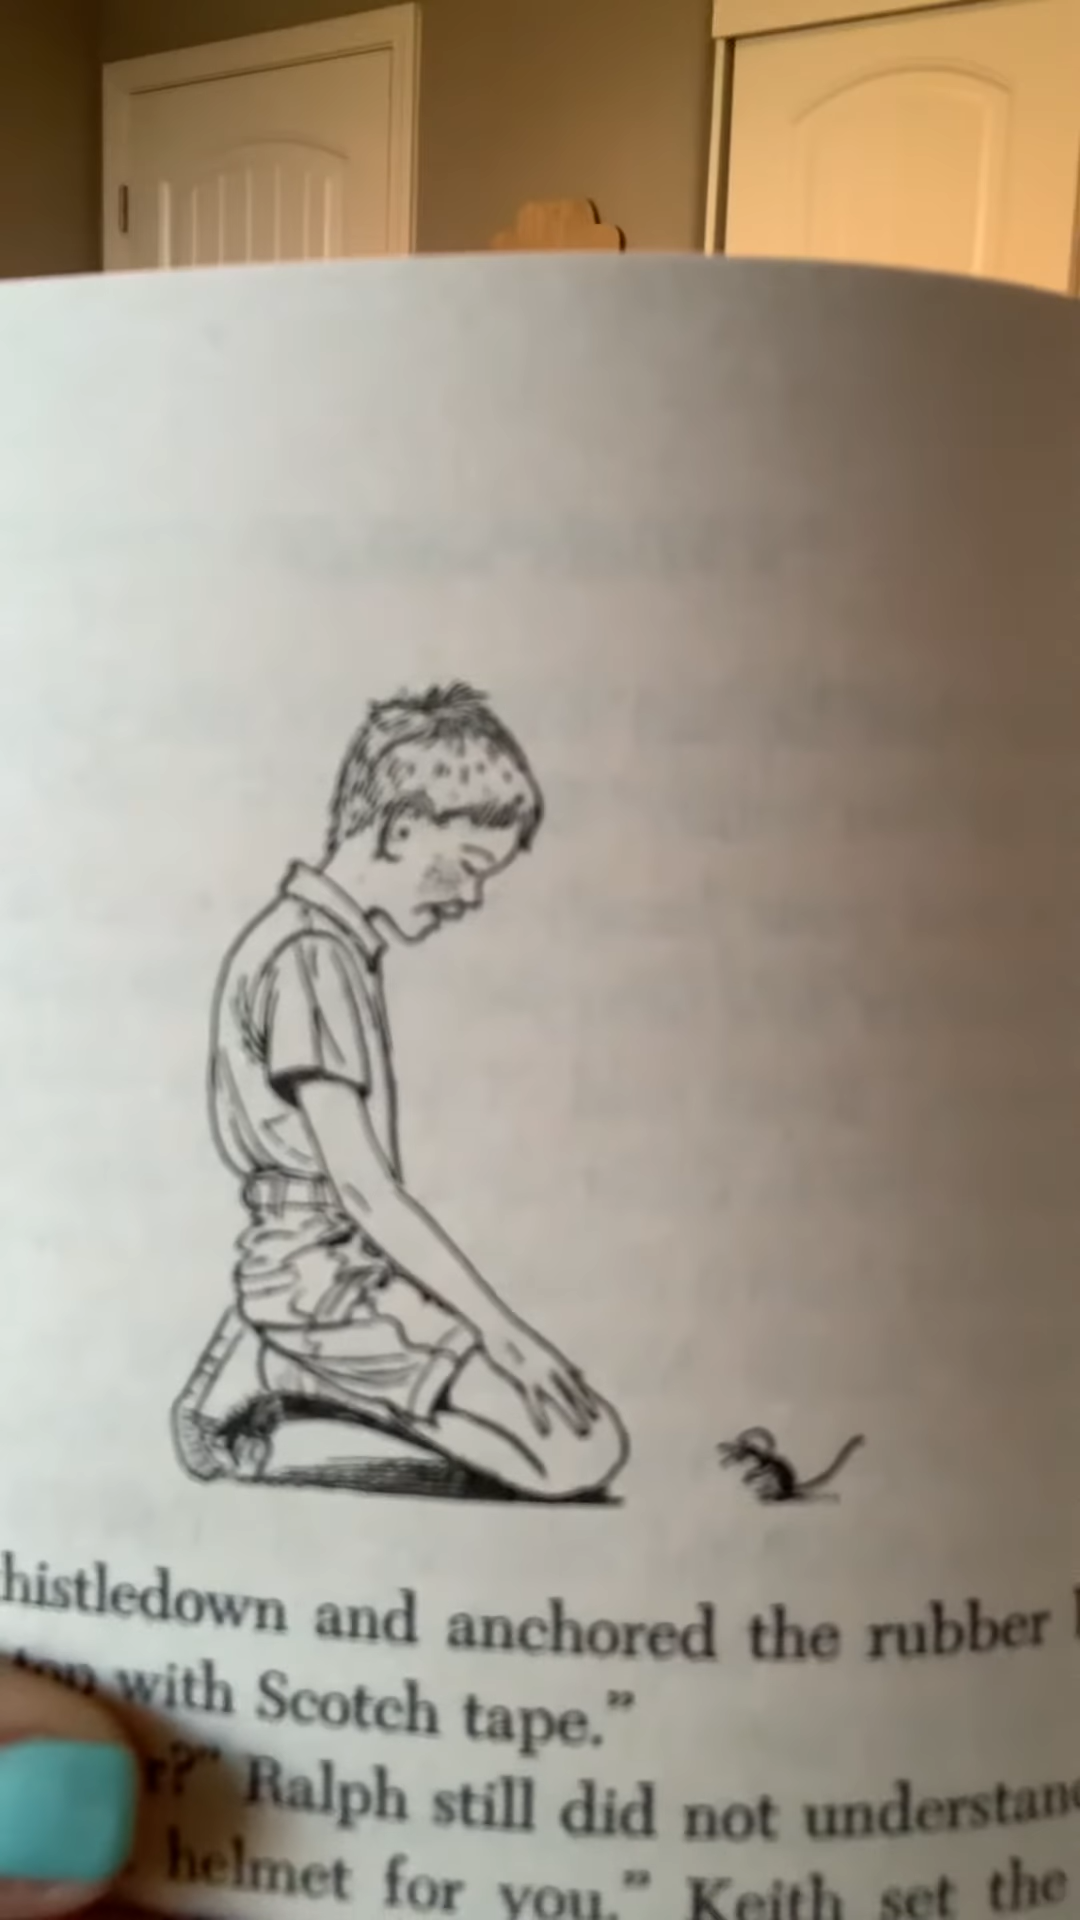 histledown and anchored the rubber
top with Scotch tape.”
r?” Ralph still did not understan
helmet for you.” Keith set the